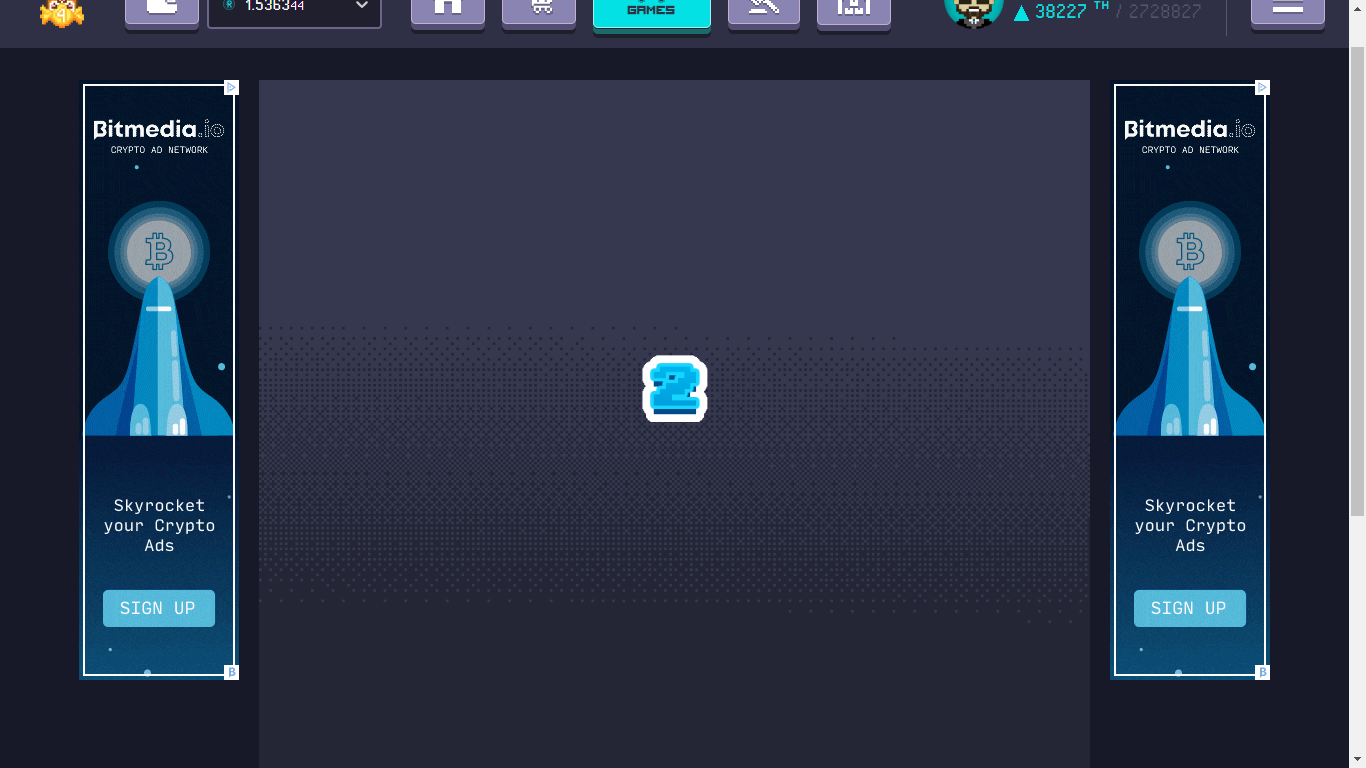 1.536344
GAMES
38227 TH / 2728827
Bitmedia.io
CRYPTO AD NETWORK
Skyrocket
your Crypto
Ads
SIGN UP
2
Bitmedia.io
CRYPTO AD NETWORK
Skyrocket
your Crypto
Ads
SIGN UP